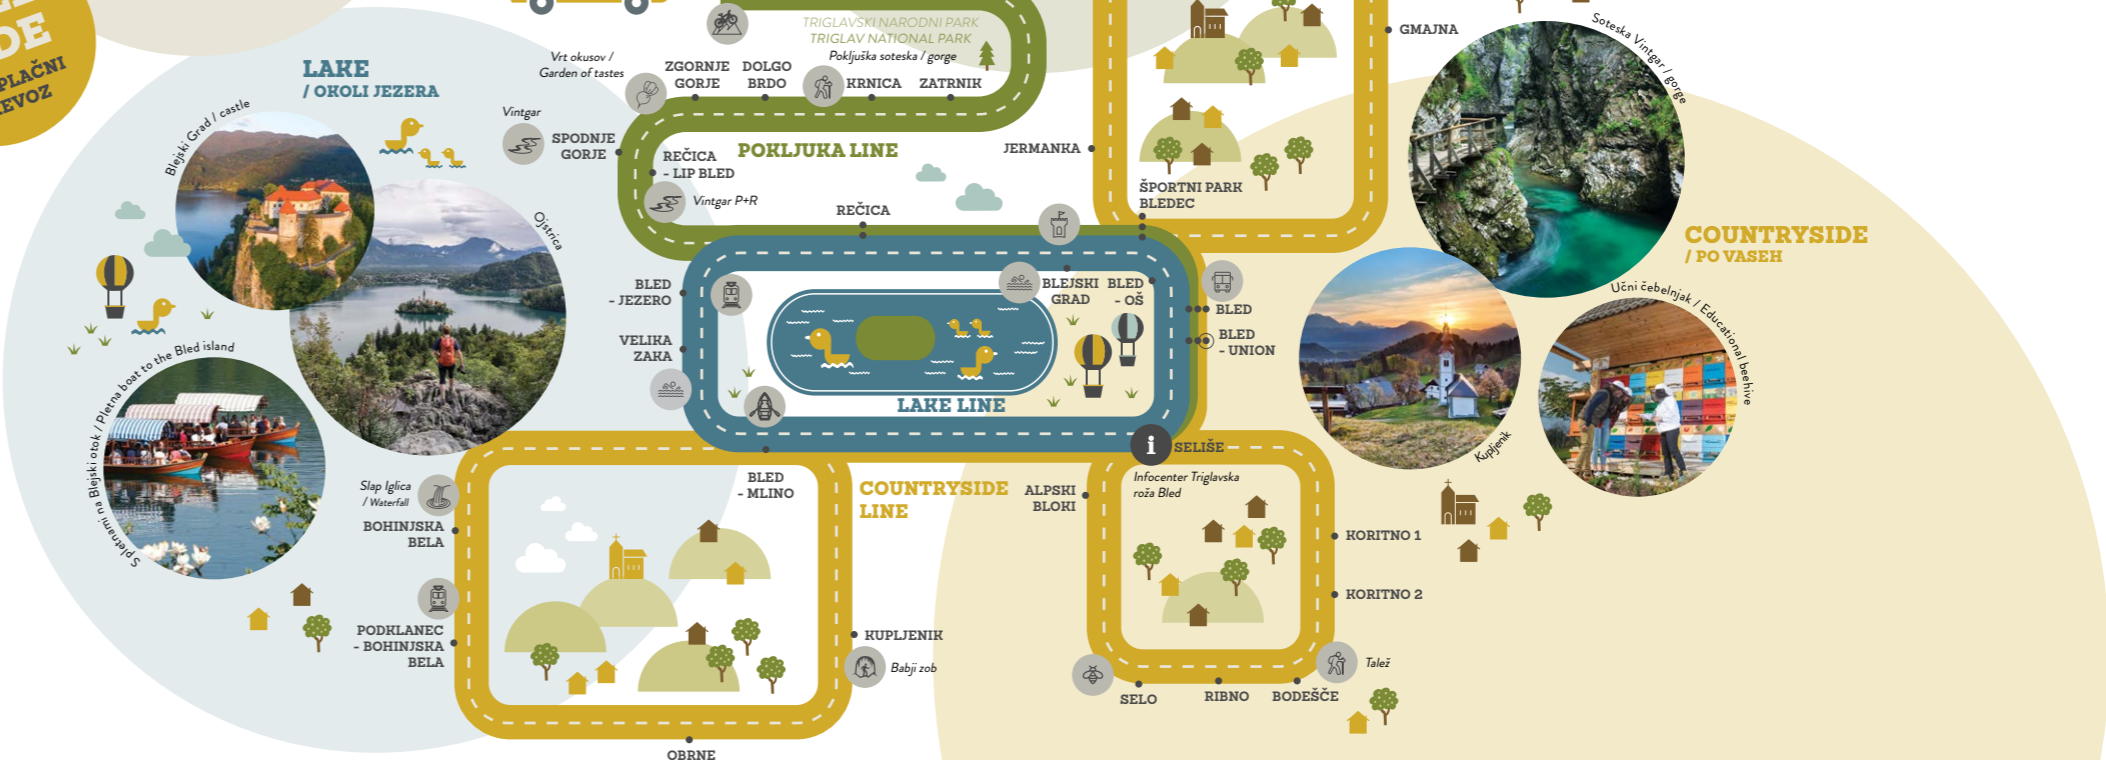 DE
PLAČNI
EVOZ
LAKE
/ OKOLI JEZERA
Blejski Grad / castle
Ojstrica
S pletnami na Blejski otok / Pletna boat to the Bled island
TRIGLAVSKI NARODNI PARK
TRIGLAV NATIONAL PARK
Pokljuška soteska / gorge
Vrt okusov /
Garden of tastes
ZGORNJE
GORJE
DOLGO
BRDO
KRNICA
ZATRNIK
Vintgar
SPODNJE
GORJE
REČICA
- LIP BLED
POKLJUKA LINE
Vintgar P+R
REČICA
JERMANKA
GMAJNA
ŠPORTNI PARK
BLEDEC
Soteska Vintgar / gorge
COUNTRYSIDE
/ PO VASEH
Učni čebelnjak / Educational beehive
Kupljenik
BLED
- JEZERO
VELIKA
ZAKA
BLEJSKI
GRAD
BLED
- OŠ
BLED
BLED
- UNION
LAKE LINE
SELIŠE
Infocenter Triglavska
roža Bled
BLED
- MLINO
COUNTRYSIDE
LINE
ALPSKI
BLOKI
Slap Iglica
/ Waterfall
BOHINJSKA
BELA
PODKLANEC
- BOHINJSKA
BELA
KUPLJENIK
Babji zob
OBRNE
KORITNO 1
KORITNO 2
Talež
SELO
RIBNO
BODEŠČE